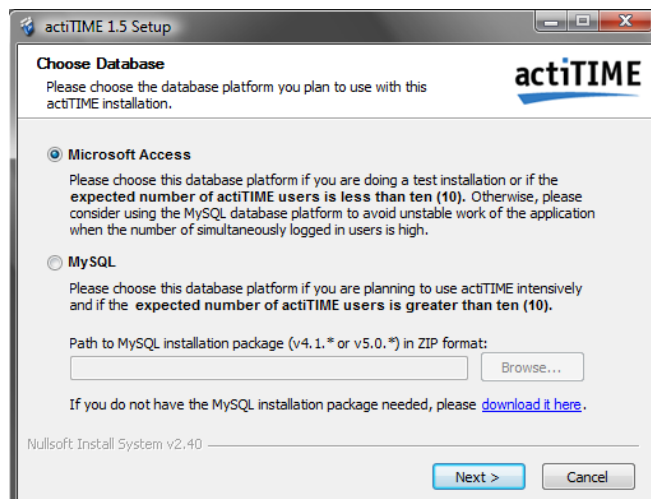 actiTIME 1.5 Setup
Choose Database
Please choose the database platform you plan to use with this
actiTIME installation.
actiTIME
Microsoft Access
Please choose this database platform if you are doing a test installation or if the
expected number of actiTIME users is less than ten (10). Otherwise, please
consider using the MySQL database platform to avoid unstable work of the application
when the number of simultaneously logged in users is high.
MySQL
Please choose this database platform if you are planning to use actiTIME intensively
and if the expected number of actiTIME users is greater than ten (10).
Path to MySQL installation package (v4.1.* or v5.0.*) in ZIP format:
Browse...
If you do not have the MySQL installation package needed, please download it here.
Nullsoft Install System v2.40
Next >
Cancel